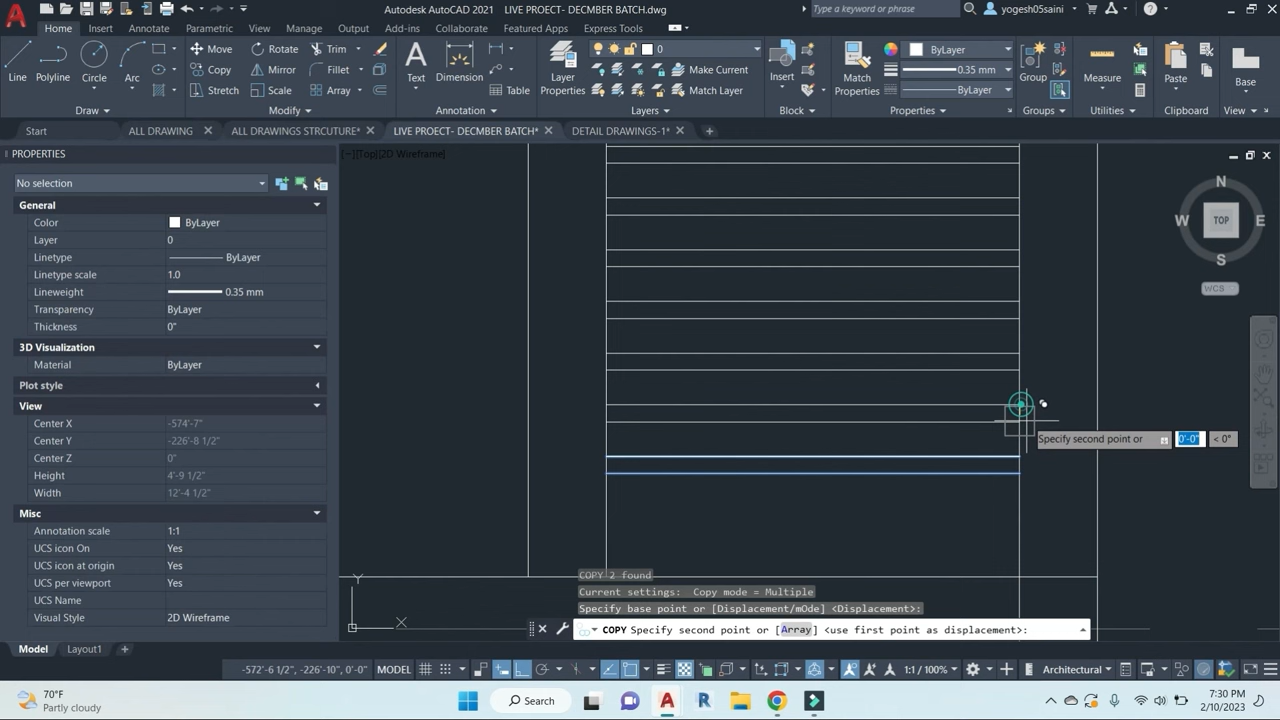 Autodesk AutoCAD 2021 LIVE PROECT- DECMBER BATCH.dwg
Type a keyword or phrase
yogesh05saini
Home Insert Annotate Parametric View Manage Output Add-ins Collaborate Featured Apps Express Tools
Line Polyline Circle Arc
Move Rotate Trim
Copy Mirror Fillet
Stretch Scale Array
Text Dimension Table
Layer Properties
0
Make Current
Match Layer
Insert
Match Properties
ByLayer
0.35 mm
ByLayer
Group Measure Paste Base
Draw Modify Annotation Layers Block Properties Groups Utilities Clipboard View
Start ALL DRAWING ALL DRAWINGS STRCUTURE* LIVE PROECT- DECMBER BATCH* DETAIL DRAWINGS-1*
PROPERTIES
[−][Top][2D Wireframe]
No selection
General
Color ByLayer
Layer 0
Linetype ByLayer
Linetype scale 1.0
Lineweight 0.35 mm
Transparency ByLayer
Thickness 0"
3D Visualization
Material ByLayer
Plot style
View
Center X -574'-7"
Center Y -226'-8 1/2"
Center Z 0"
Height 4'-9 1/2"
Width 12'-4 1/2"
Misc
Annotation scale 1:1
UCS icon On Yes
UCS icon at origin Yes
UCS per viewport Yes
UCS Name
Visual Style 2D Wireframe
N
W TOP E
S
WCS
Specify second point or 0'-0" < 0°
Y
X
COPY 2 found
Current settings: Copy mode = Multiple
Specify base point or [Displacement/mOde] <Displacement>:
COPY Specify second point or [Array] <use first point as displacement>:
Model Layout1
-572'-6 1/2", -226'-10", 0'-0" MODEL 1:1 / 100% Architectural
70°F
Partly cloudy
Search
7:30 PM
2/10/2023